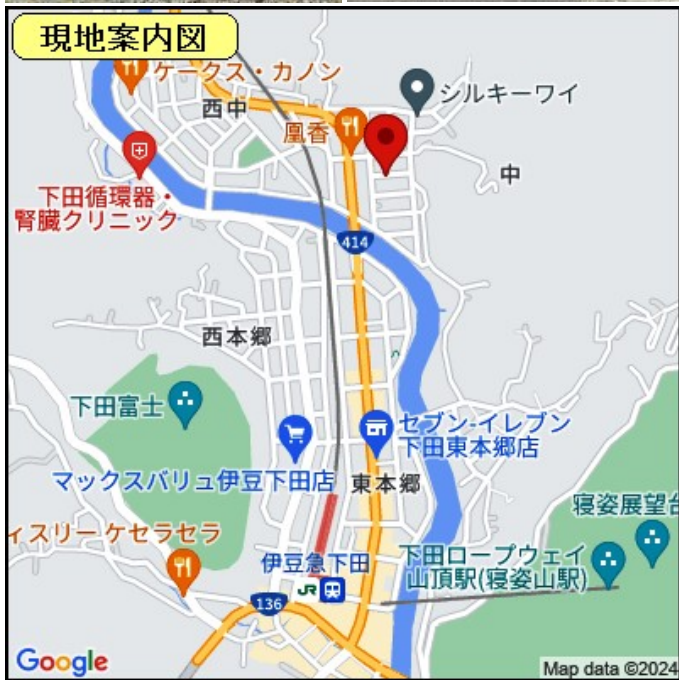 現地案内図
ケークス・カノン
シルキーワイ
西中
凰香
中
下田循環器・
腎臓クリニック
414
西本郷
下田富士
セブン-イレブン
下田東本郷店
マックスバリュ伊豆下田店
東本郷
寝姿展望台
ィスリーケセラセラ
伊豆急下田
下田ロープウェイ
山頂駅(寝姿山駅)
JR
136
Google
Map data ©2024